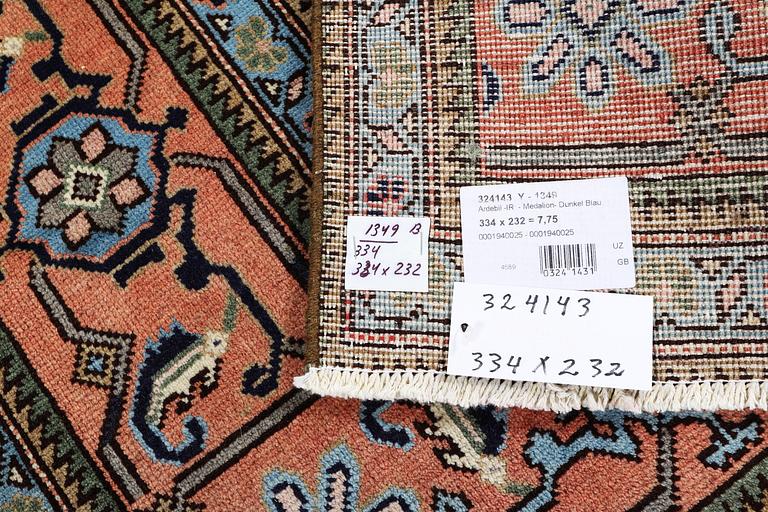 1349 B
334
334 x 232
324143 Y - 1349
Ardebil -IR - Medalion- Dunkel Blau
334 x 232 = 7,75
0001940025 - 0001940025
UZ
4589
0324 1431
GB
324143
334 X 232